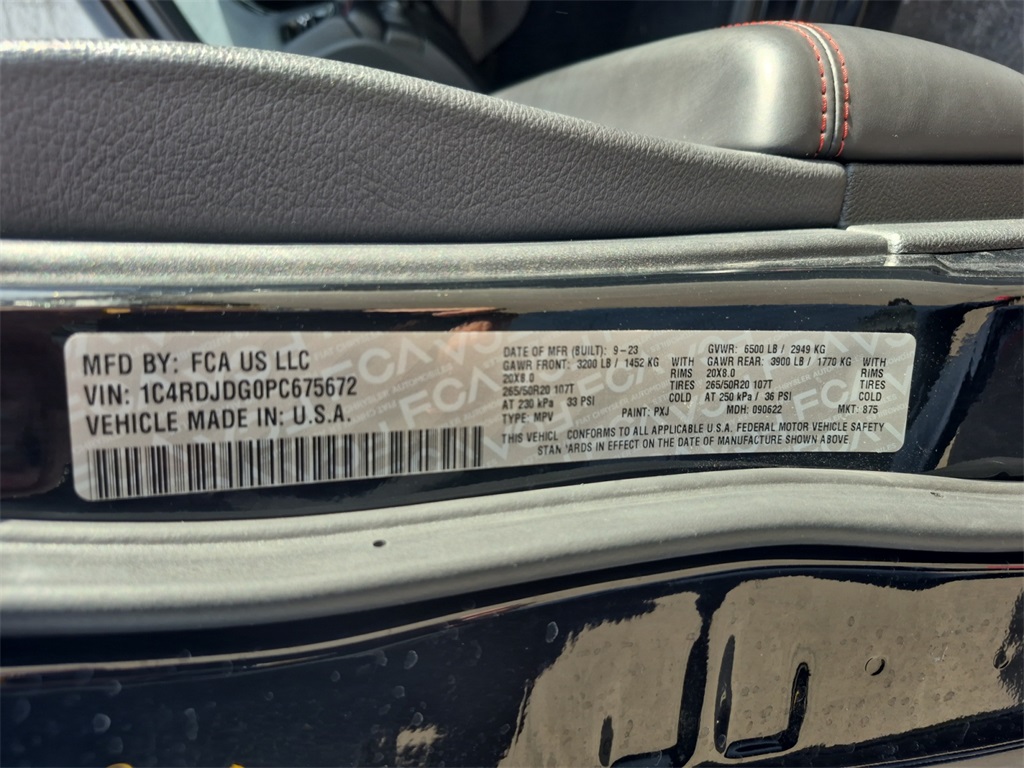 MFD BY: FCA US LLC
VIN: 1C4RDJDG0PC675672
VEHICLE MADE IN: U.S.A.
DATE OF MFR (BUILT): 9-23 GVWR: 6500 LB / 2949 KG
GAWR FRONT: 3200 LB / 1452 KG WITH GAWR REAR: 3900 LB / 1770 KG WITH
20X8.0 RIMS 20X8.0 RIMS
265/50R20 107T TIRES 265/50R20 107T TIRES
AT 230 kPa / 33 PSI COLD AT 250 kPa / 36 PSI COLD
TYPE: MPV PAINT: PXJ MDH: 090622 MKT: 875
THIS VEHICL CONFORMS TO ALL APPLICABLE U.S.A. FEDERAL MOTOR VEHICLE SAFETY
STAN 'ARDS IN EFFECT ON THE DATE OF MANUFACTURE SHOWN ABOVE